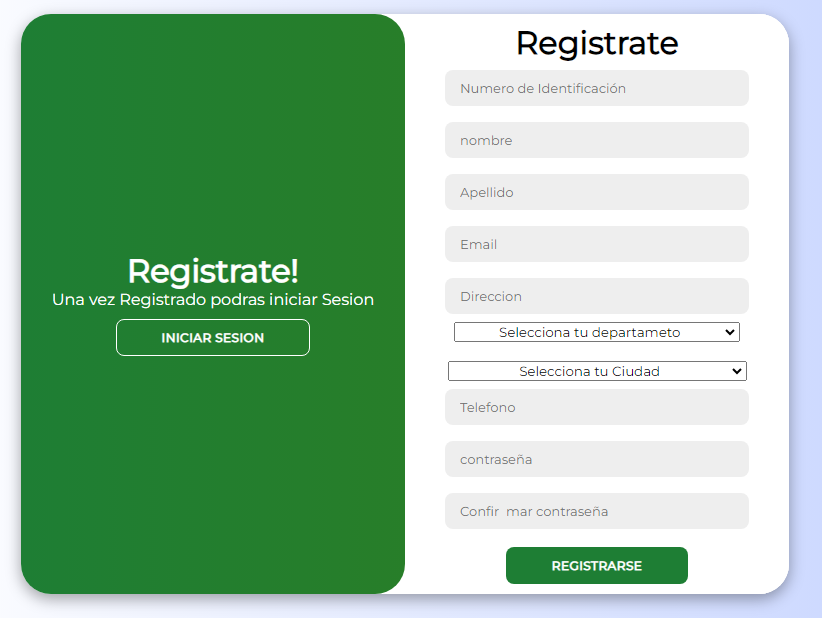 Registrate!
Una vez Registrado podras iniciar Sesion
INICIAR SESION
Registrate
Numero de Identificación
nombre
Apellido
Email
Direccion
Selecciona tu departameto
Selecciona tu Ciudad
Telefono
contraseña
Confir  mar contraseña
REGISTRARSE